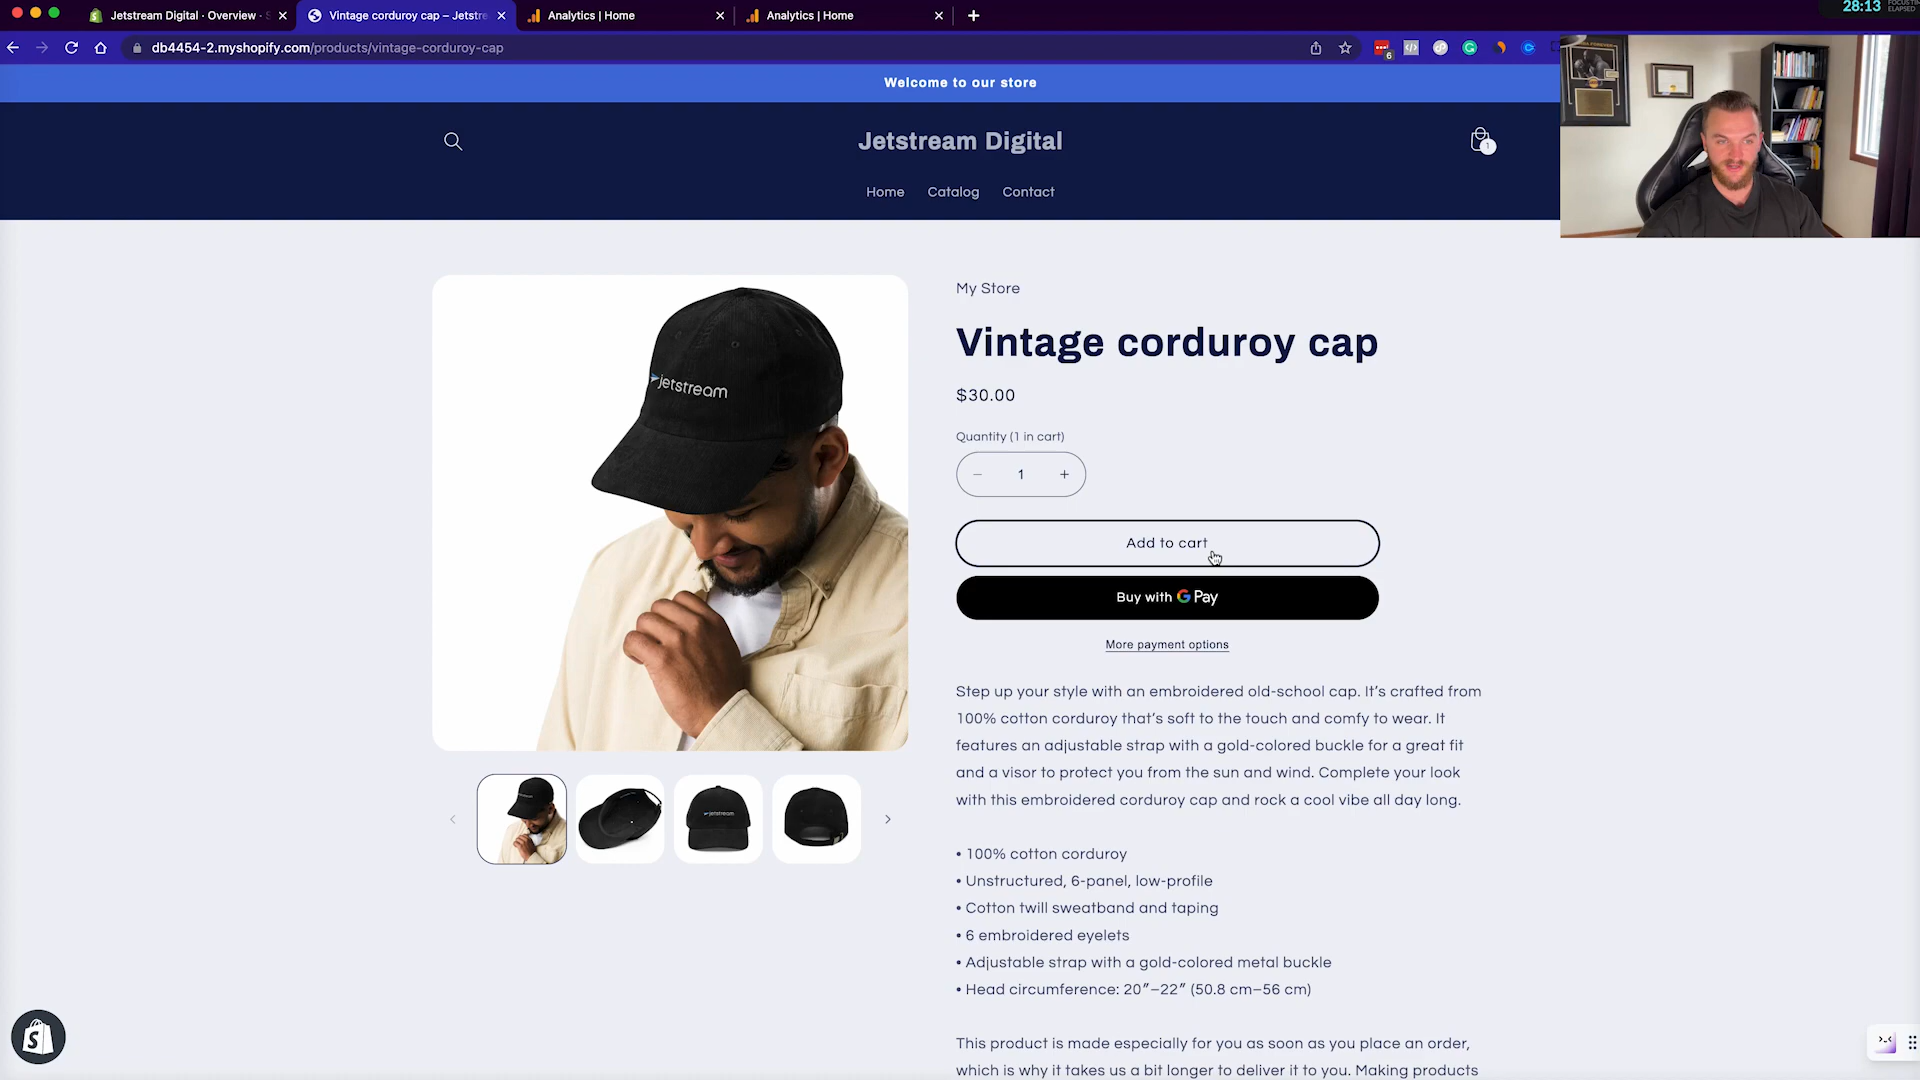 28:13
FOCUS TIME
ELAPSED
Jetstream Digital · Overview · S
Vintage corduroy cap – Jetstre
Analytics | Home
Analytics | Home
db4454-2.myshopify.com/products/vintage-corduroy-cap
6
Welcome to our store
Jetstream Digital
1
Home
Catalog
Contact
My Store
Vintage corduroy cap
$30.00
Quantity (1 in cart)
− 1 +
Add to cart
Buy with G Pay
More payment options
jetstream
jetstream
Step up your style with an embroidered old-school cap. It’s crafted from
100% cotton corduroy that’s soft to the touch and comfy to wear. It
features an adjustable strap with a gold-colored buckle for a great fit
and a visor to protect you from the sun and wind. Complete your look
with this embroidered corduroy cap and rock a cool vibe all day long.
• 100% cotton corduroy
• Unstructured, 6-panel, low-profile
• Cotton twill sweatband and taping
• 6 embroidered eyelets
• Adjustable strap with a gold-colored metal buckle
• Head circumference: 20″–22″ (50.8 cm–56 cm)
This product is made especially for you as soon as you place an order,
which is why it takes us a bit longer to deliver it to you. Making products